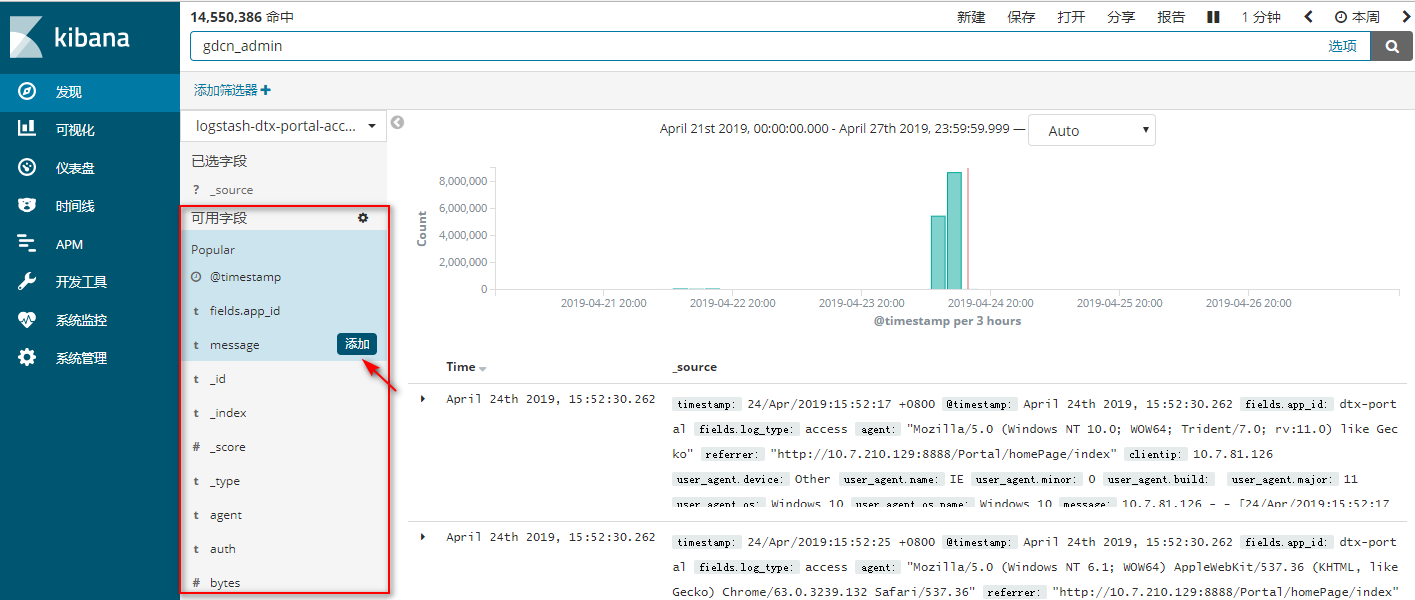 kibana
发现
可视化
仪表盘
时间线
APM
开发工具
系统监控
系统管理
14,550,386 命中
新建 保存 打开 分享 报告 1 分钟 本周
gdcn_admin 选项
添加筛选器
logstash-dtx-portal-acc...
已选字段
? _source
可用字段
Popular
@timestamp
t fields.app_id
t message 添加
t _id
t _index
# _score
t _type
t agent
t auth
# bytes
April 21st 2019, 00:00:00.000 - April 27th 2019, 23:59:59.999 — Auto
Count
8,000,000
6,000,000
4,000,000
2,000,000
0
2019-04-21 20:00 2019-04-22 20:00 2019-04-23 20:00 2019-04-24 20:00 2019-04-25 20:00 2019-04-26 20:00
@timestamp per 3 hours
Time _source
April 24th 2019, 15:52:30.262
timestamp: 24/Apr/2019:15:52:17 +0800 @timestamp: April 24th 2019, 15:52:30.262 fields.app_id: dtx-port
al fields.log_type: access agent: "Mozilla/5.0 (Windows NT 10.0; WOW64; Trident/7.0; rv:11.0) like Gec
ko" referrer: "http://10.7.210.129:8888/Portal/homePage/index" clientip: 10.7.81.126
user_agent.device: Other user_agent.name: IE user_agent.minor: 0 user_agent.build: user_agent.major: 11
user_agent.os: Windows 10 user_agent.os_name: Windows 10 message: 10.7.81.126 - - [24/Apr/2019:15:52:17
April 24th 2019, 15:52:30.262
timestamp: 24/Apr/2019:15:52:25 +0800 @timestamp: April 24th 2019, 15:52:30.262 fields.app_id: dtx-port
al fields.log_type: access agent: "Mozilla/5.0 (Windows NT 6.1; WOW64) AppleWebKit/537.36 (KHTML, like
Gecko) Chrome/63.0.3239.132 Safari/537.36" referrer: "http://10.7.210.129:8888/Portal/homePage/index"